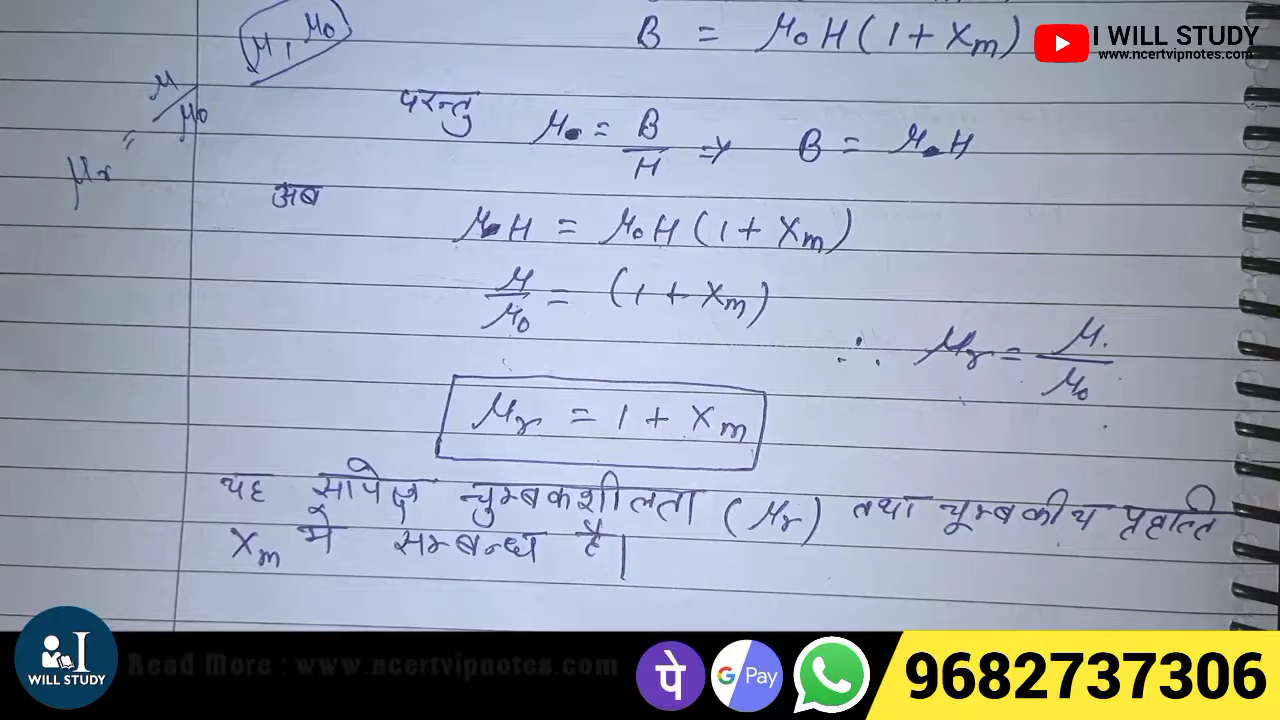 B = μ₀H(1 + Xm)
I WILL STUDY
www.ncertvipnotes.com
μ, μ₀
μ/μ₀
=
μr
परन्तु μ = B/H ⇒ B = μH
अब
μH = μ₀H(1 + Xm)
μ/μ₀ = (1 + Xm)
∴ μr = μ/μ₀
μr = 1 + Xm
यह सापेक्ष चुम्बकशीलता (μr) तथा चूम्बकीय प्रवृत्ति
Xm में सम्बन्ध है।
I
WILL STUDY
Read More : www.ncertvipnotes.com
पे
G Pay
9682737306